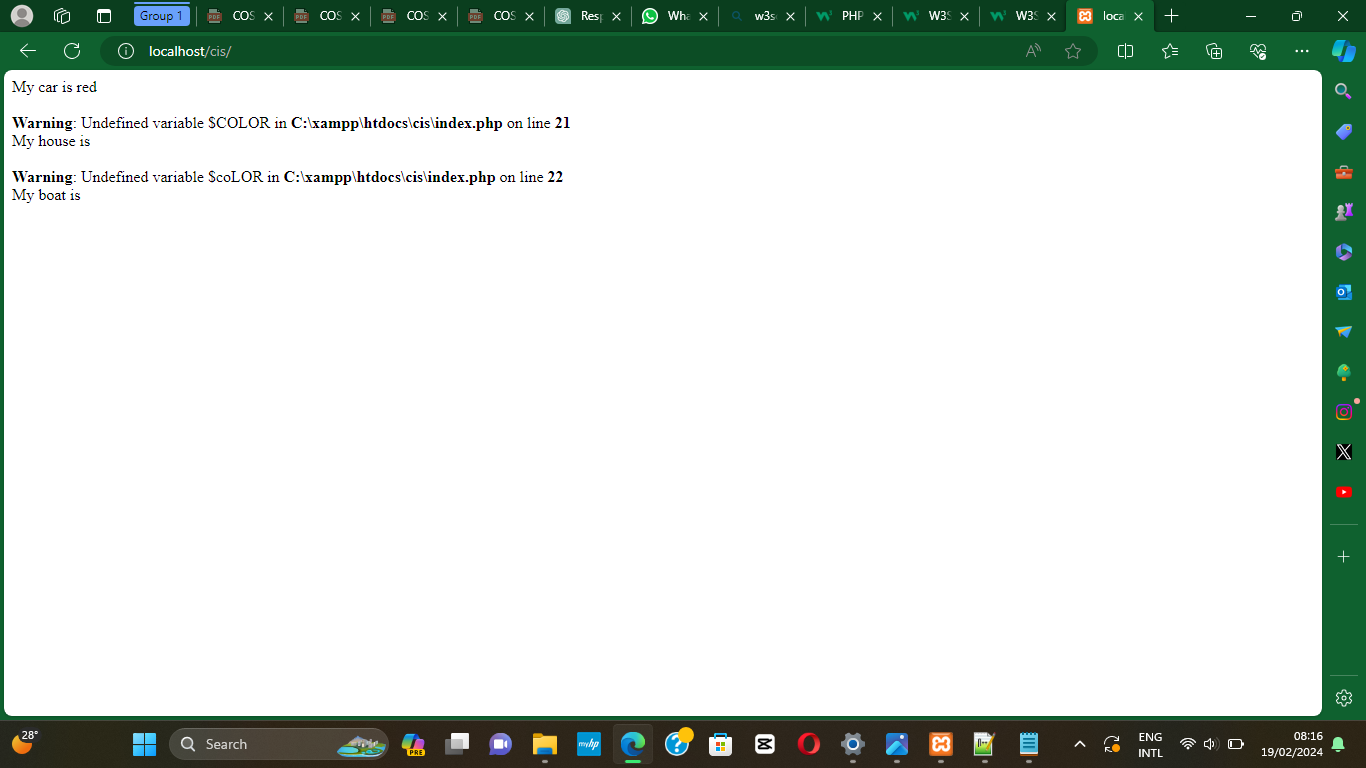 Group 1
COS
COS
COS
COS
Resp
Wha
w3s
PHP
W3S
W3S
loca
localhost/cis/
My car is red
Warning: Undefined variable $COLOR in C:\xampp\htdocs\cis\index.php on line 21
My house is
Warning: Undefined variable $coLOR in C:\xampp\htdocs\cis\index.php on line 22
My boat is
28°
Search
PRE
myhp
ENG
INTL
08:16
19/02/2024